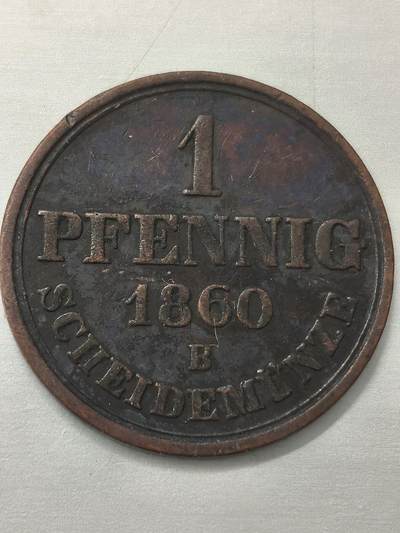 1
PFENNIG
1860
B
SCHEIDEMÜNZE